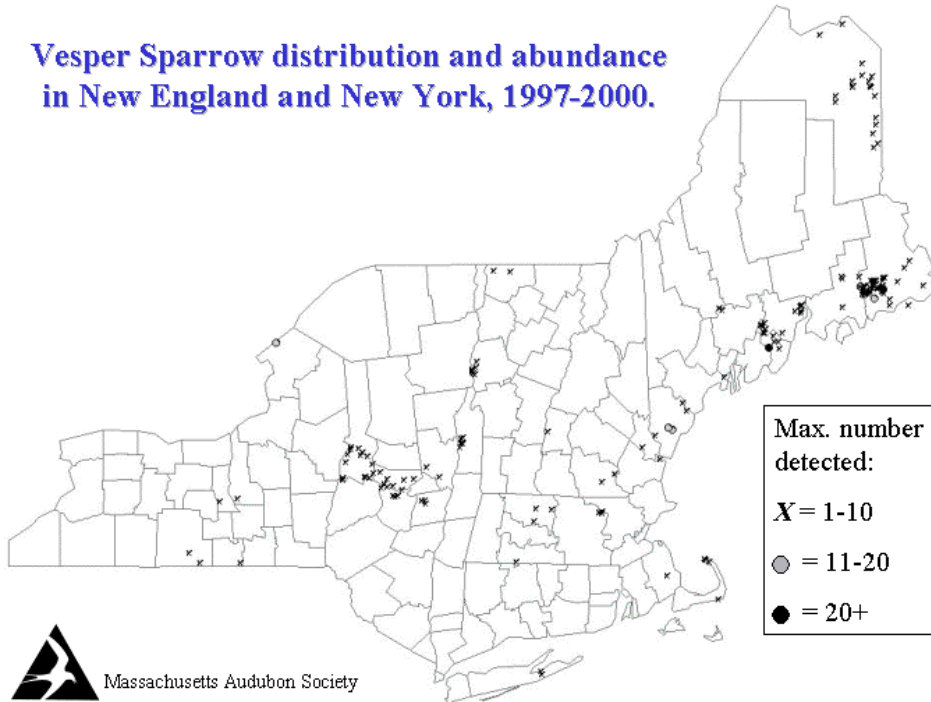 Vesper Sparrow distribution and abundance
in New England and New York, 1997-2000.
Max. number
detected:
X = 1-10
= 11-20
= 20+
Massachusetts Audubon Society